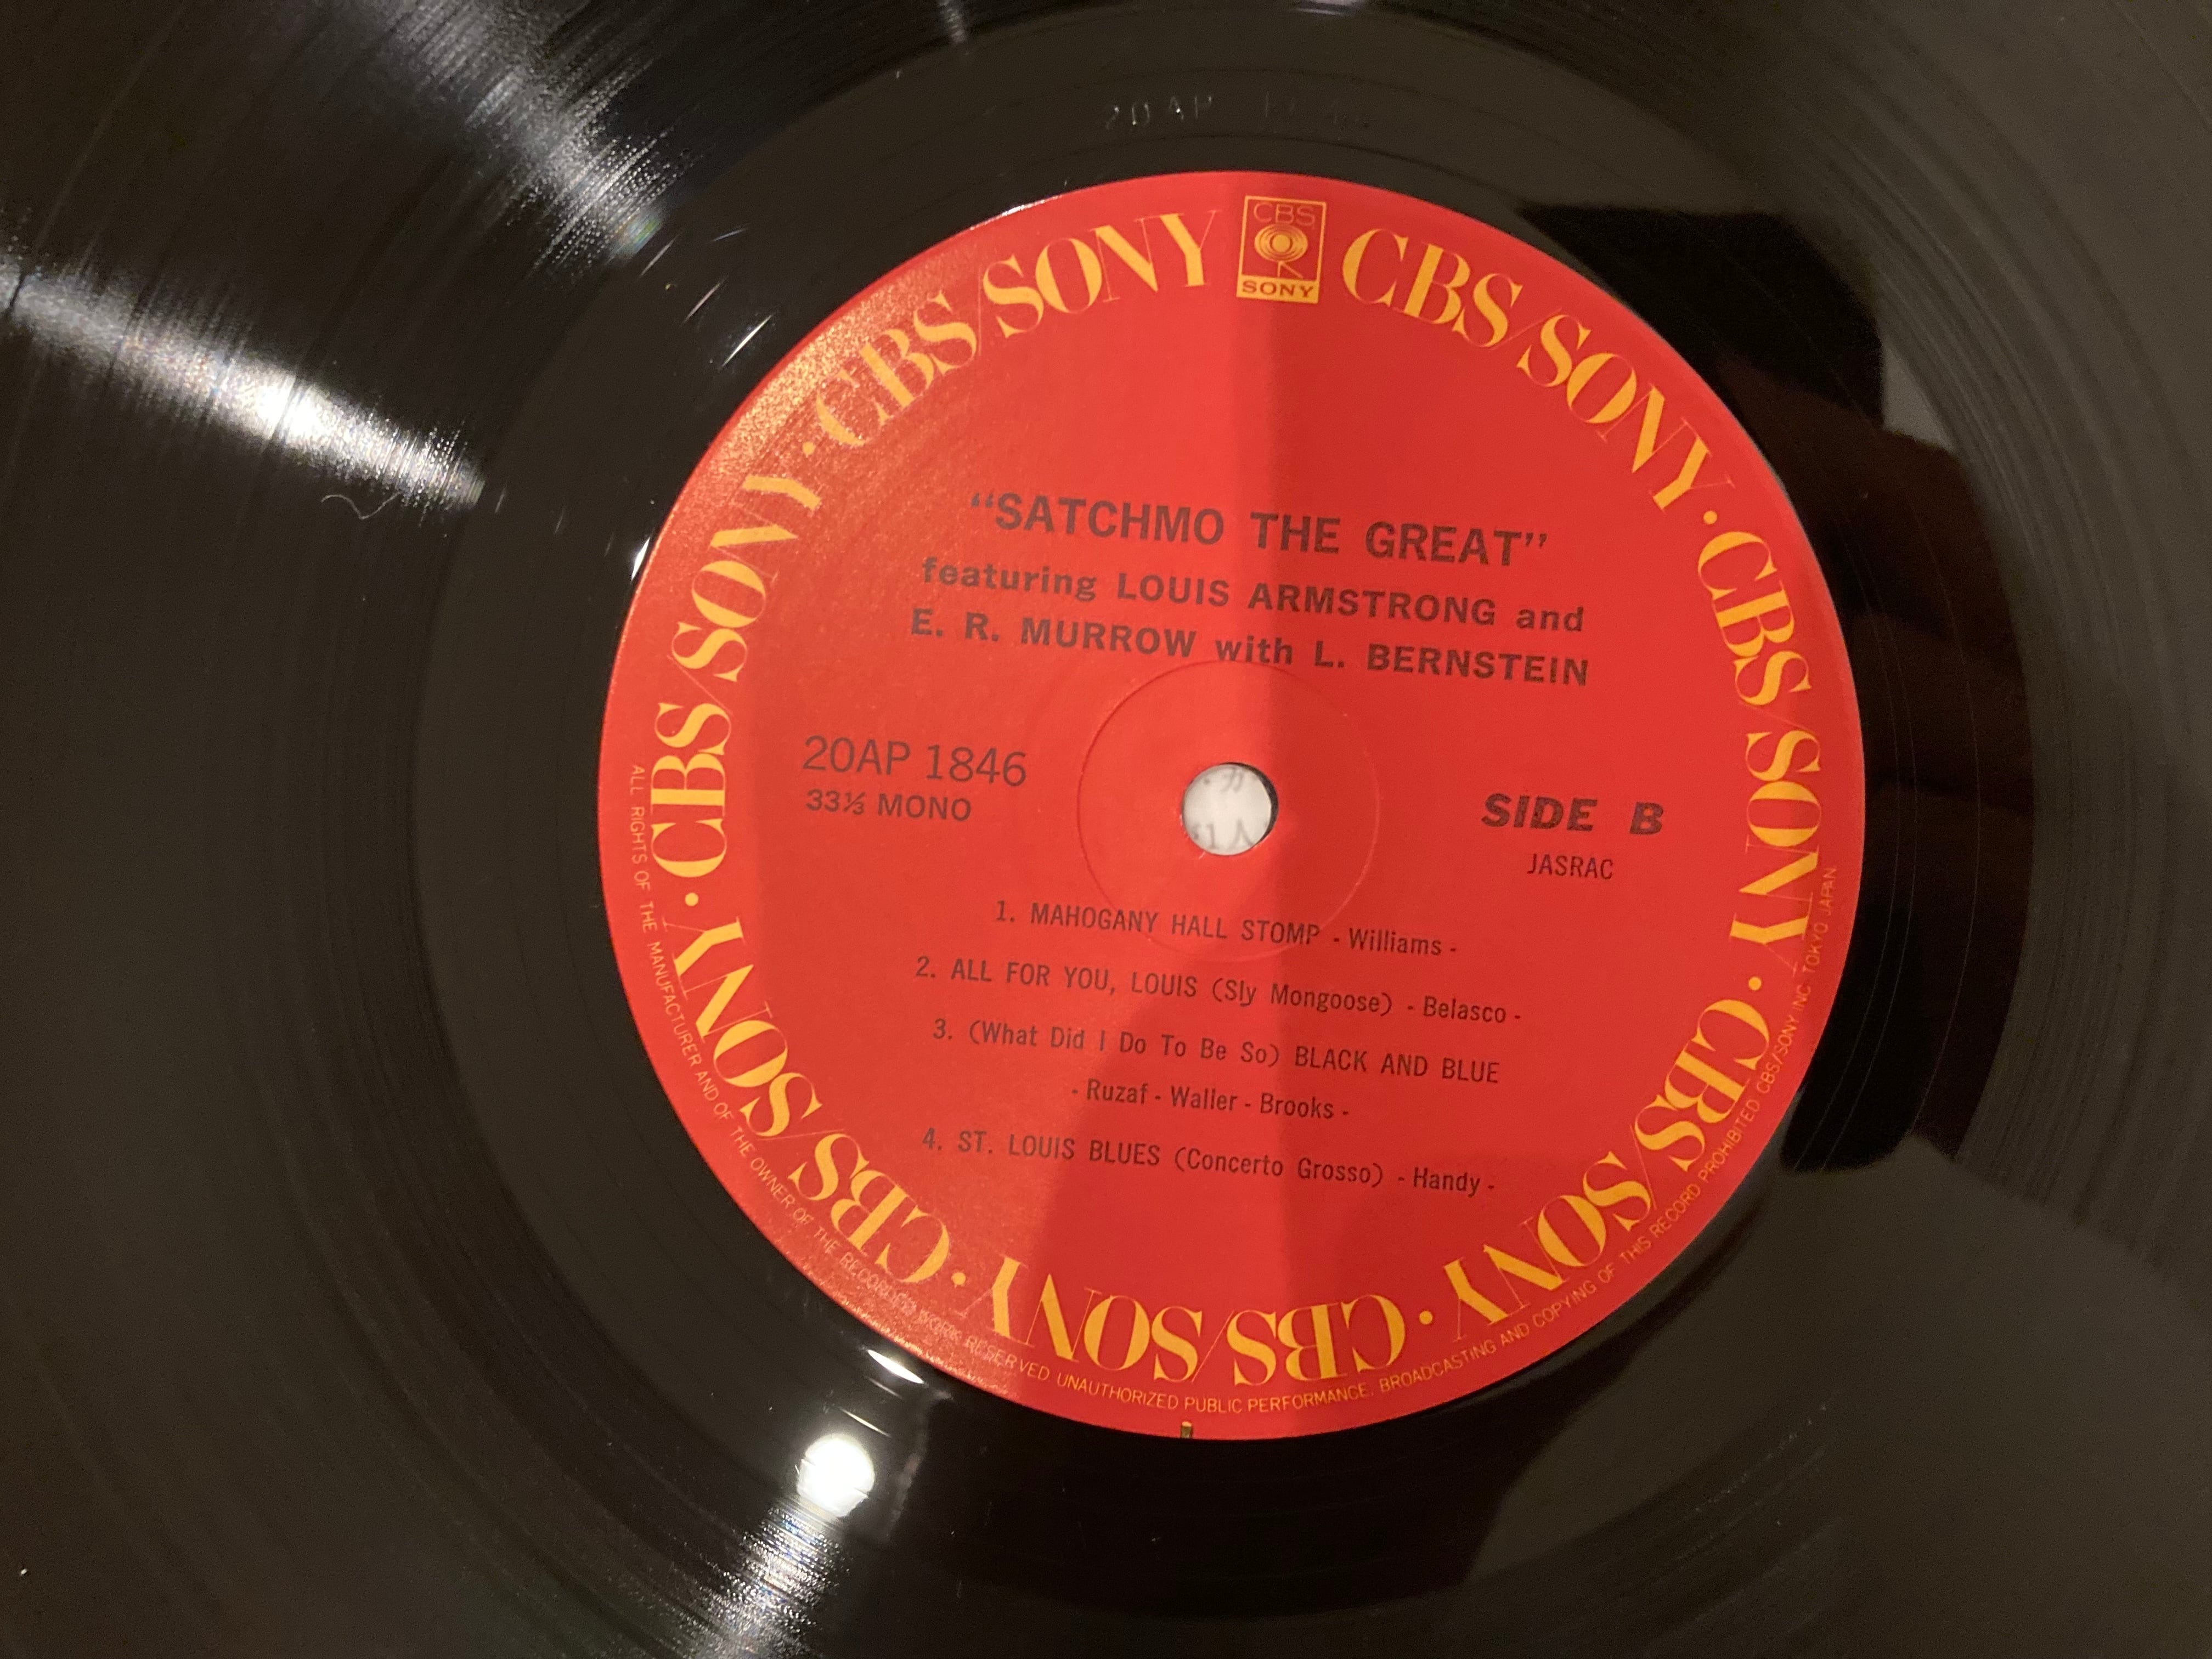 20AP
CBS
SONY
CBS/SONY · CBS/SONY · CBS/SONY · CBS/SONY · CBS/SONY · CBS/SONY · CBS/SONY · CBS/SONY
“SATCHMO THE GREAT”
featuring LOUIS ARMSTRONG and
E. R. MURROW with L. BERNSTEIN
20AP 1846
33⅓ MONO
SIDE B
JASRAC
1. MAHOGANY HALL STOMP - Williams -
2. ALL FOR YOU, LOUIS (Sly Mongoose) - Belasco -
3. (What Did I Do To Be So) BLACK AND BLUE
- Ruzaf - Waller - Brooks -
4. ST. LOUIS BLUES (Concerto Grosso) - Handy -
ALL RIGHTS OF THE MANUFACTURER AND OF THE OWNER OF THE RECORDED WORK RESERVED UNAUTHORIZED PUBLIC PERFORMANCE. BROADCASTING AND COPYING OF THIS RECORD PROHIBITED CBS/SONY INC. TOKYO JAPAN